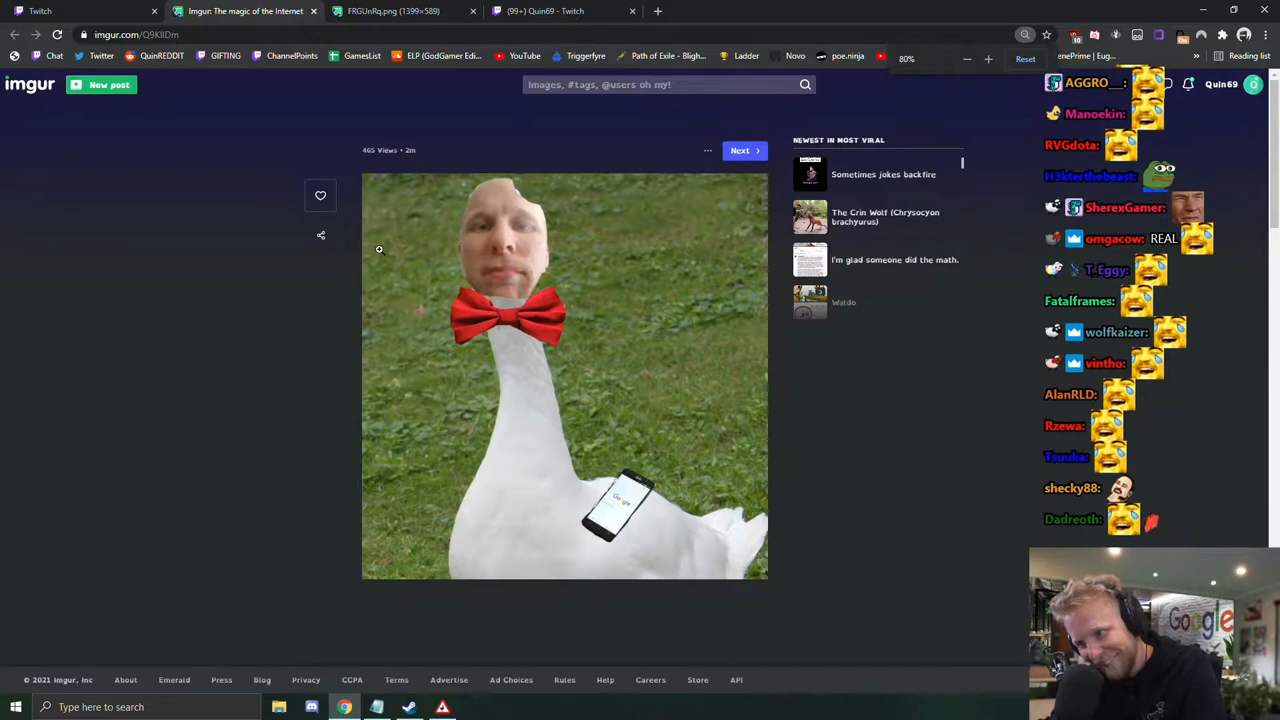 Twitch
Imgur: The magic of the Internet
FRGUnRq.png (1399×589)
(99+) Quin69 - Twitch
imgur.com/Q9KllDm
Chat
Twitter
QuinREDDIT
GIFTING
ChannelPoints
GamesList
ELP (GodGamer Edi...
YouTube
Triggerfyre
Path of Exile - Bligh...
Ladder
Novo
poe.ninja
80%
Reset
enePrime | Eug...
Reading list
imgur
New post
Images, #tags, @users oh my!
Quin69
465 Views • 2m
Next
NEWEST IN MOST VIRAL
Sometimes jokes backfire
The Crin Wolf (Chrysocyon
brachyurus)
I'm glad someone did the math.
Waldo
Google
AGGRO__:
Manoekin:
RVGdota:
H3kterthebeast:
SherexGamer:
omgacow: REAL
T_Eggy:
Fatalframes:
wolfkaizer:
vintho:
AlanRLD:
Rzewa:
Tsuuka:
shecky88:
Dadreoth:
Google
© 2021 Imgur, Inc
About
Emerald
Press
Blog
Privacy
CCPA
Terms
Advertise
Ad Choices
Rules
Help
Careers
Store
API
Type here to search